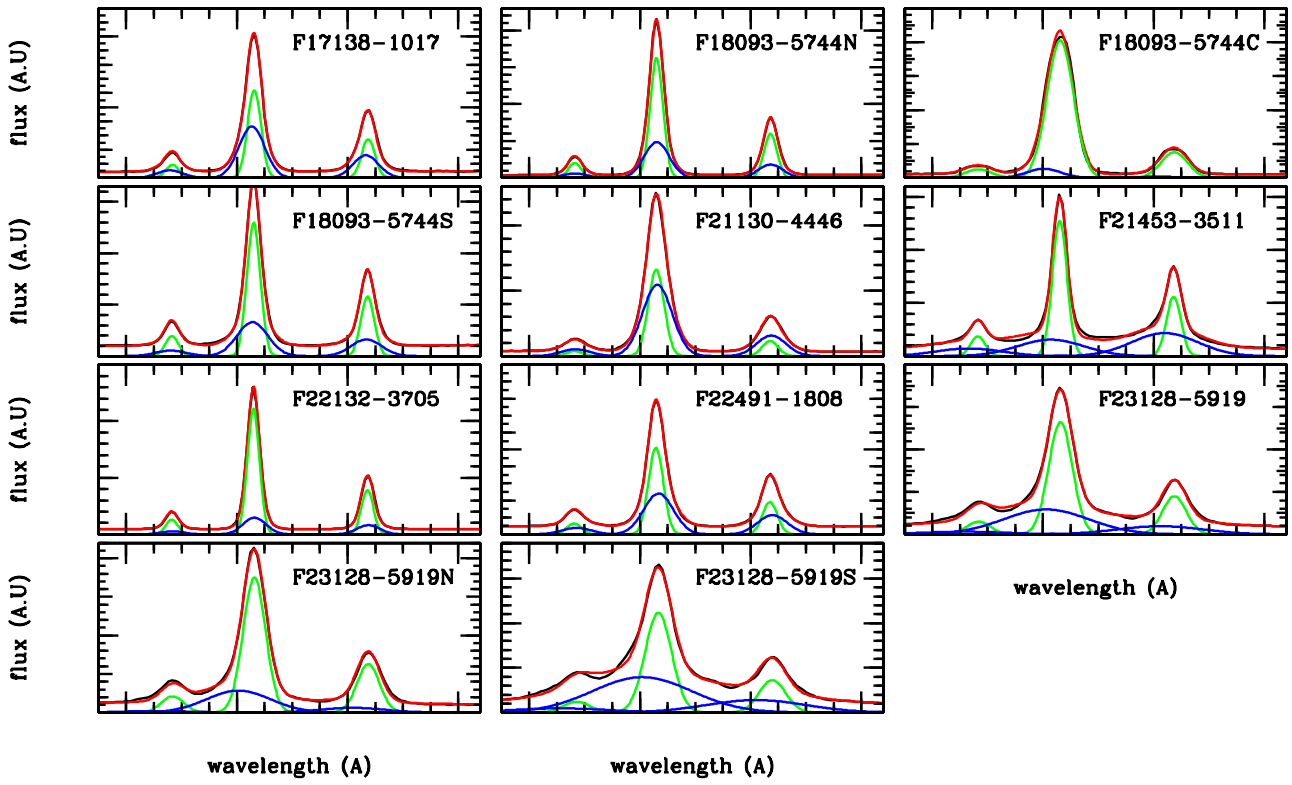 flux (A.U)
F17138-1017
F18093-5744N
F18093-5744C
flux (A.U)
F18093-5744S
F21130-4446
F21453-3511
flux (A.U)
F22132-3705
F22491-1808
F23128-5919
flux (A.U)
F23128-5919N
F23128-5919S
wavelength (A)
wavelength (A)
wavelength (A)